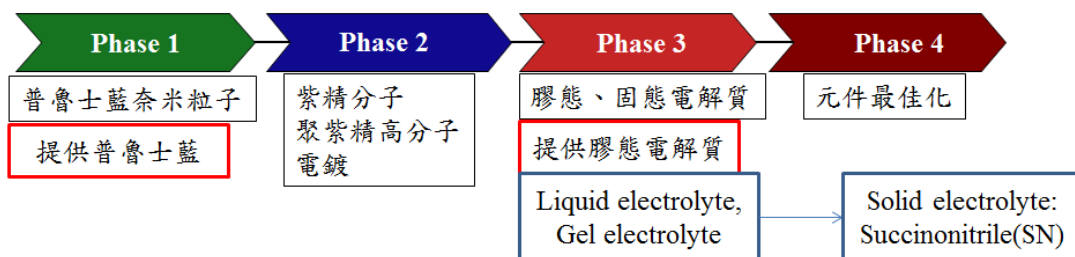 Phase 1
Phase 2
Phase 3
Phase 4
普魯士藍奈米粒子
提供普魯士藍
紫精分子
聚紫精高分子
電鍍
膠態、固態電解質
提供膠態電解質
元件最佳化
Liquid electrolyte,
Gel electrolyte
Solid electrolyte:
Succinonitrile(SN)